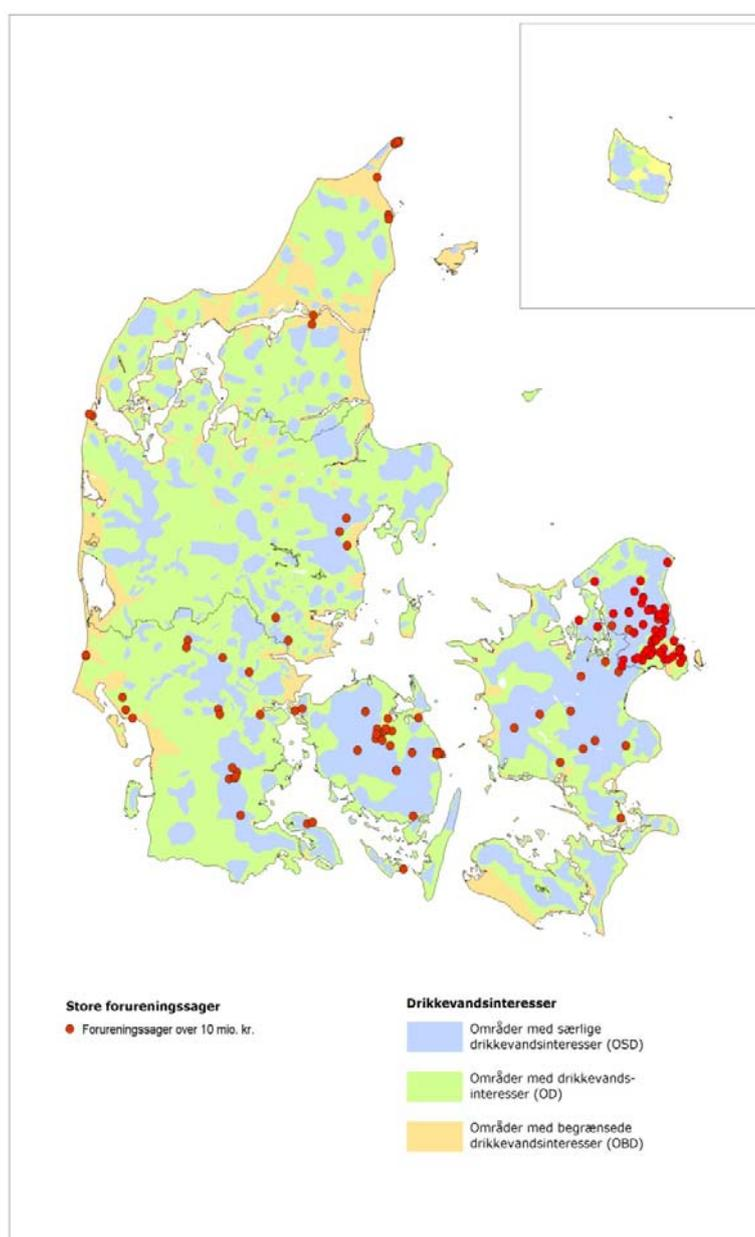 Store forureningssager
Forureningssager over 10 mio. kr.
Drikkevandsinteresser
Områder med særlige
drikkevandsinteresser (OSD)
Områder med drikkevands-
interesser (OD)
Områder med begrænsede
drikkevandsinteresser (OBD)